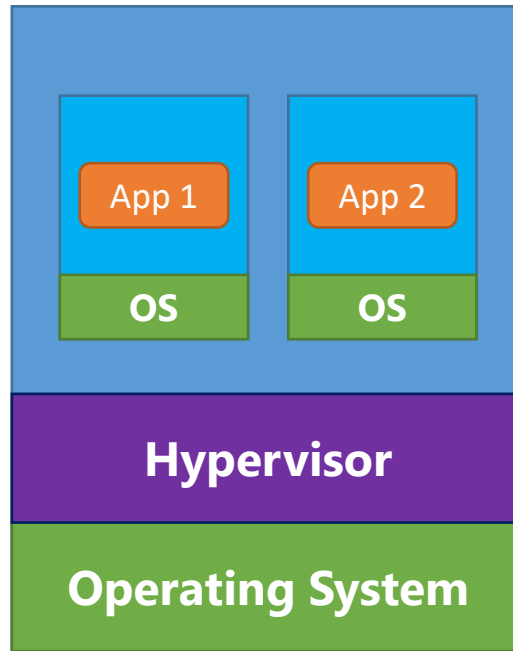 App 1
App 2
OS
OS
Hypervisor
Operating System